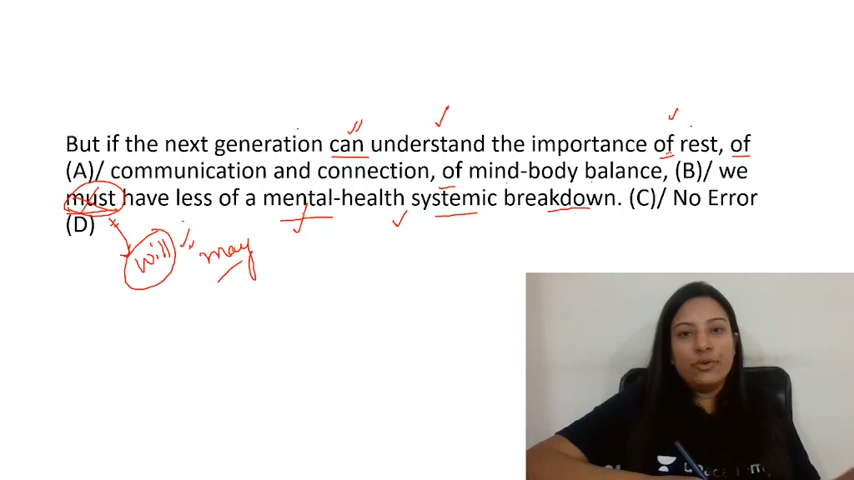 But if the next generation can understand the importance of rest, of
(A)/ communication and connection, of mind-body balance, (B)/ we
must have less of a mental-health systemic breakdown. (C)/ No Error
(D)
will may